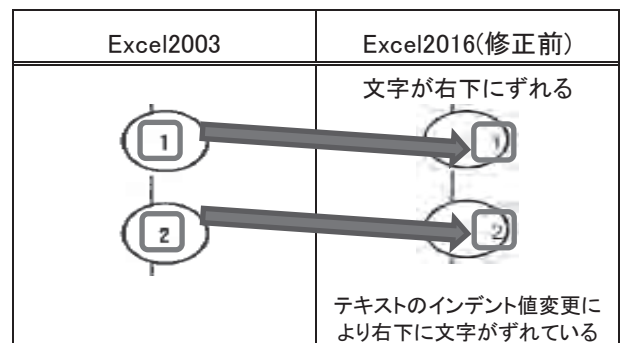 Excel2003
Excel2016(修正前)
文字が右下にずれる
1
1
2
2
テキストのインデント値変更に
より右下に文字がずれている